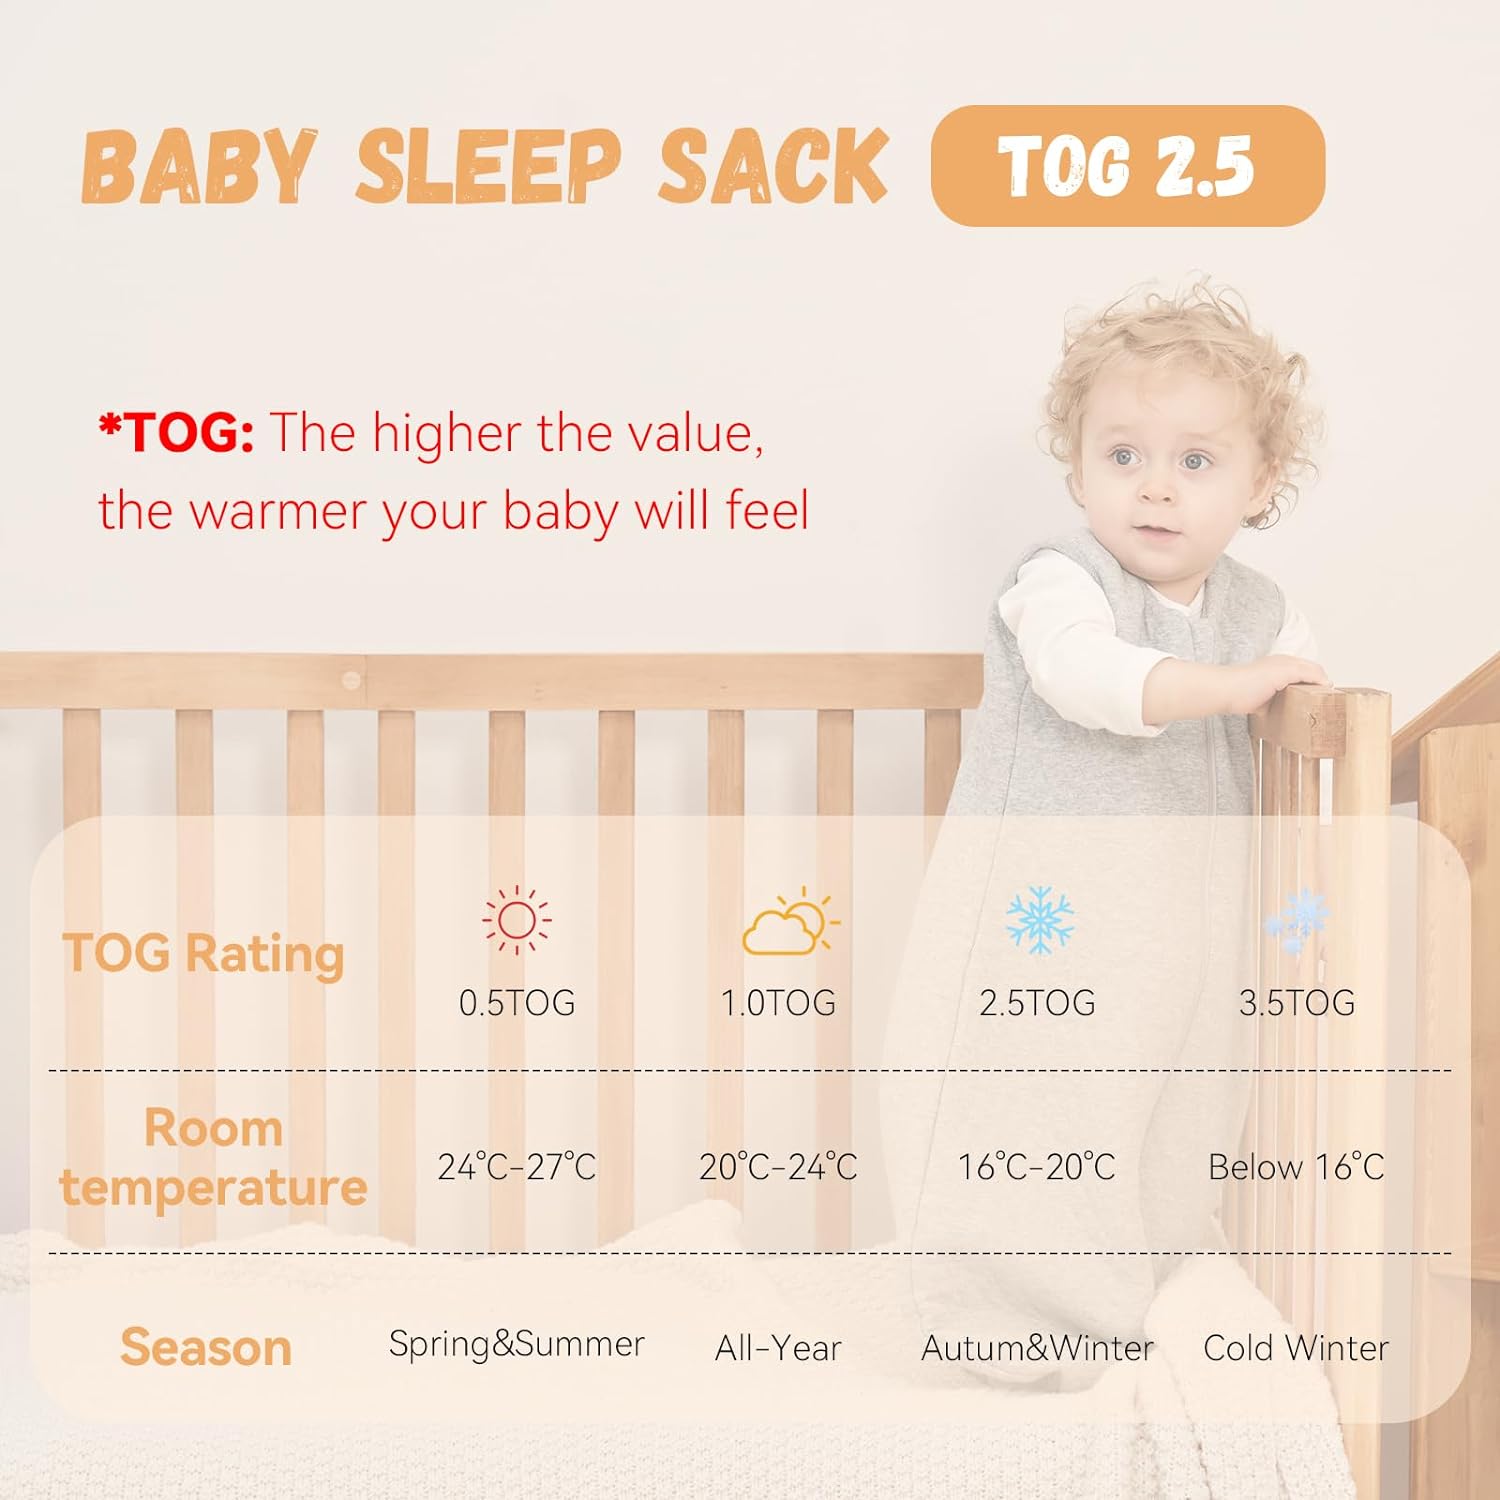 BABY SLEEP SACK TOG 2.5
*TOG: The higher the value,
the warmer your baby will feel
TOG Rating
0.5TOG 1.0TOG 2.5TOG 3.5TOG
Room
temperature
24°C-27°C 20°C-24°C 16°C-20°C Below 16°C
Season Spring&Summer All-Year Autum&Winter Cold Winter